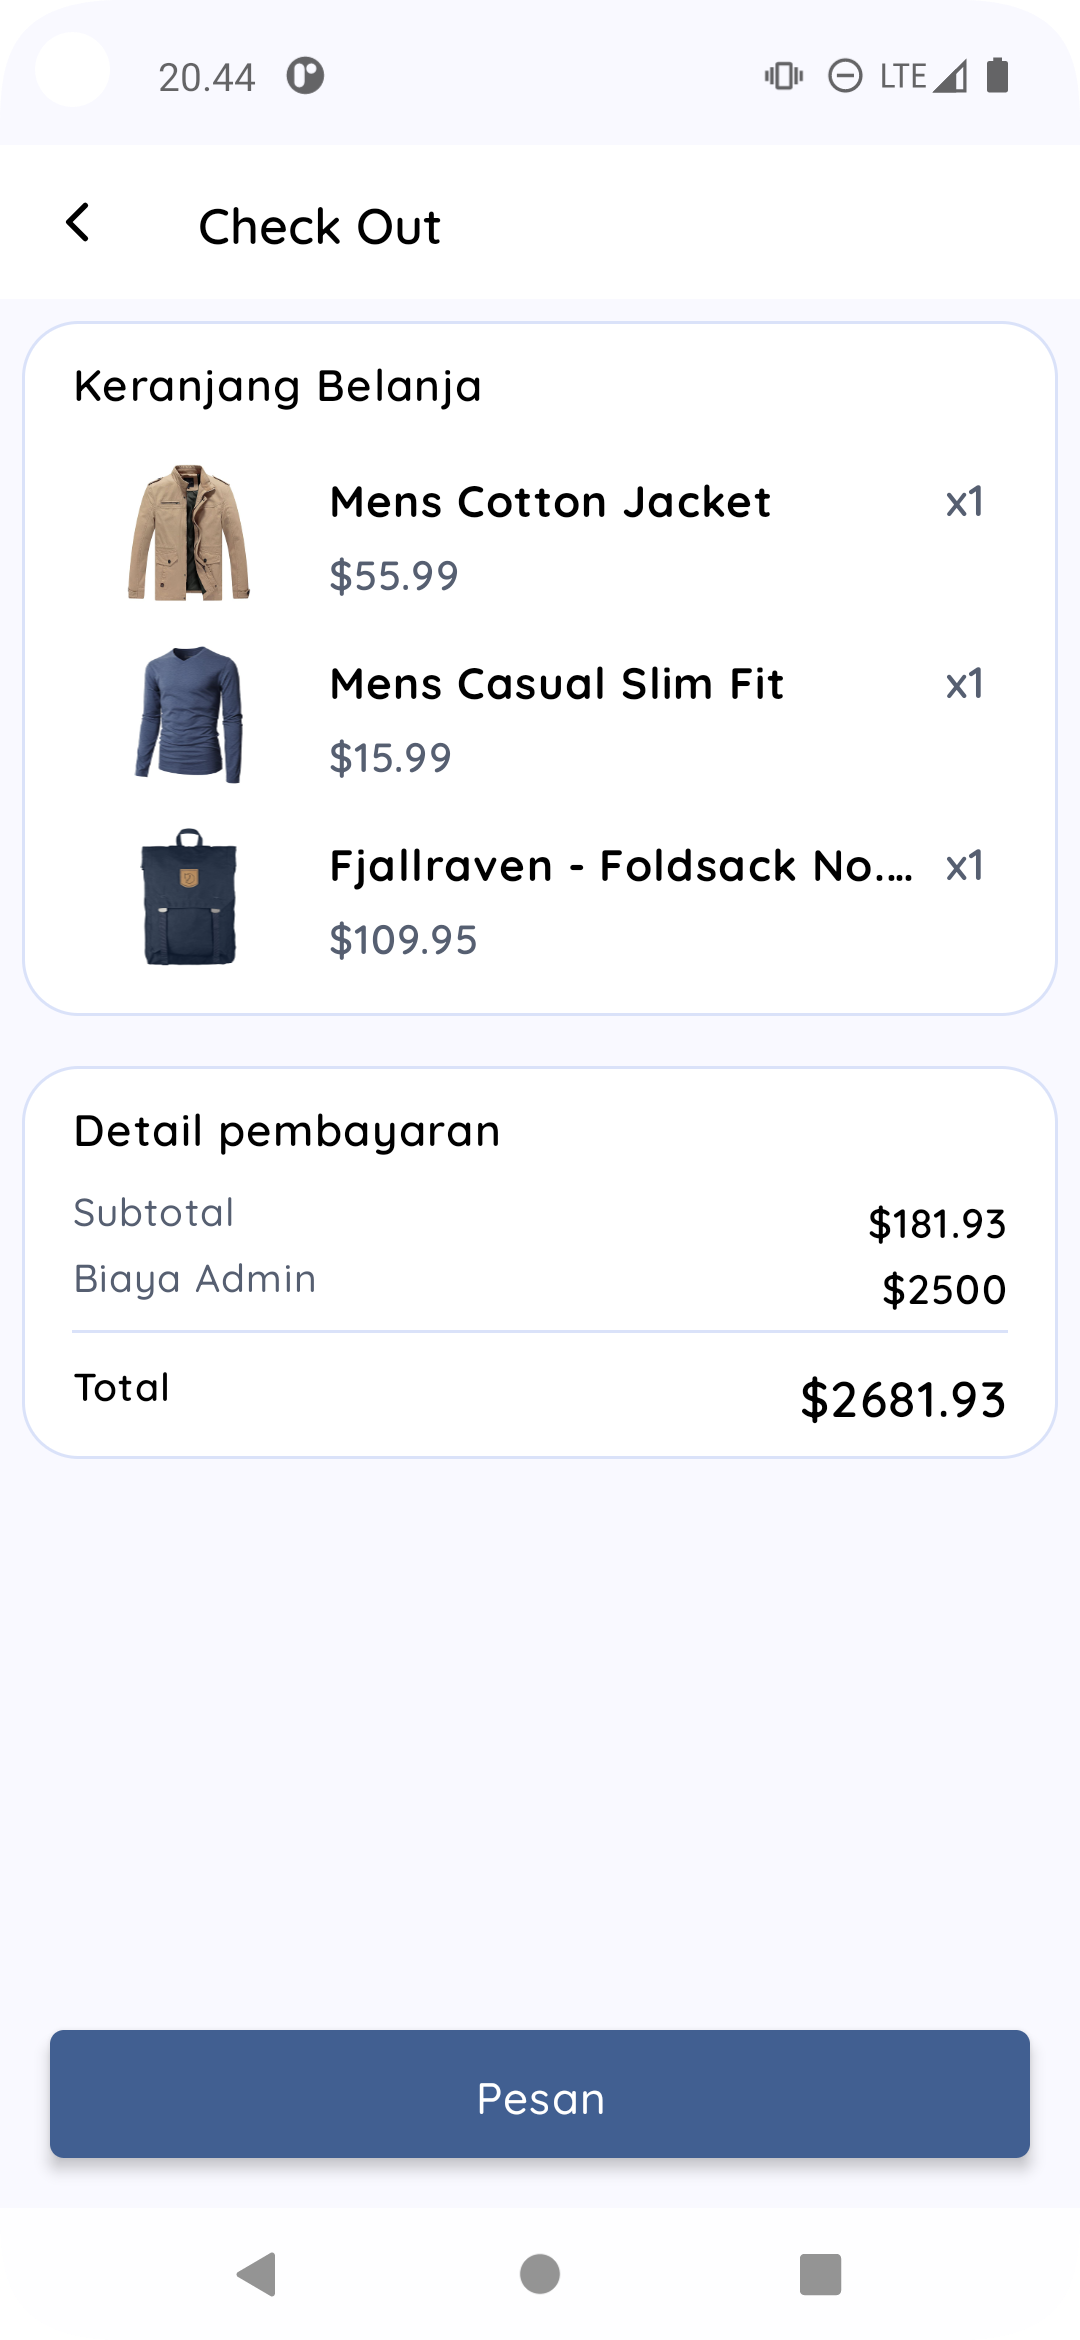 20.44 LTE
Check Out
Keranjang Belanja
Mens Cotton Jacket x1
$55.99
Mens Casual Slim Fit x1
$15.99
Fjallraven - Foldsack No.... x1
$109.95
Detail pembayaran
Subtotal $181.93
Biaya Admin $2500
Total $2681.93
Pesan